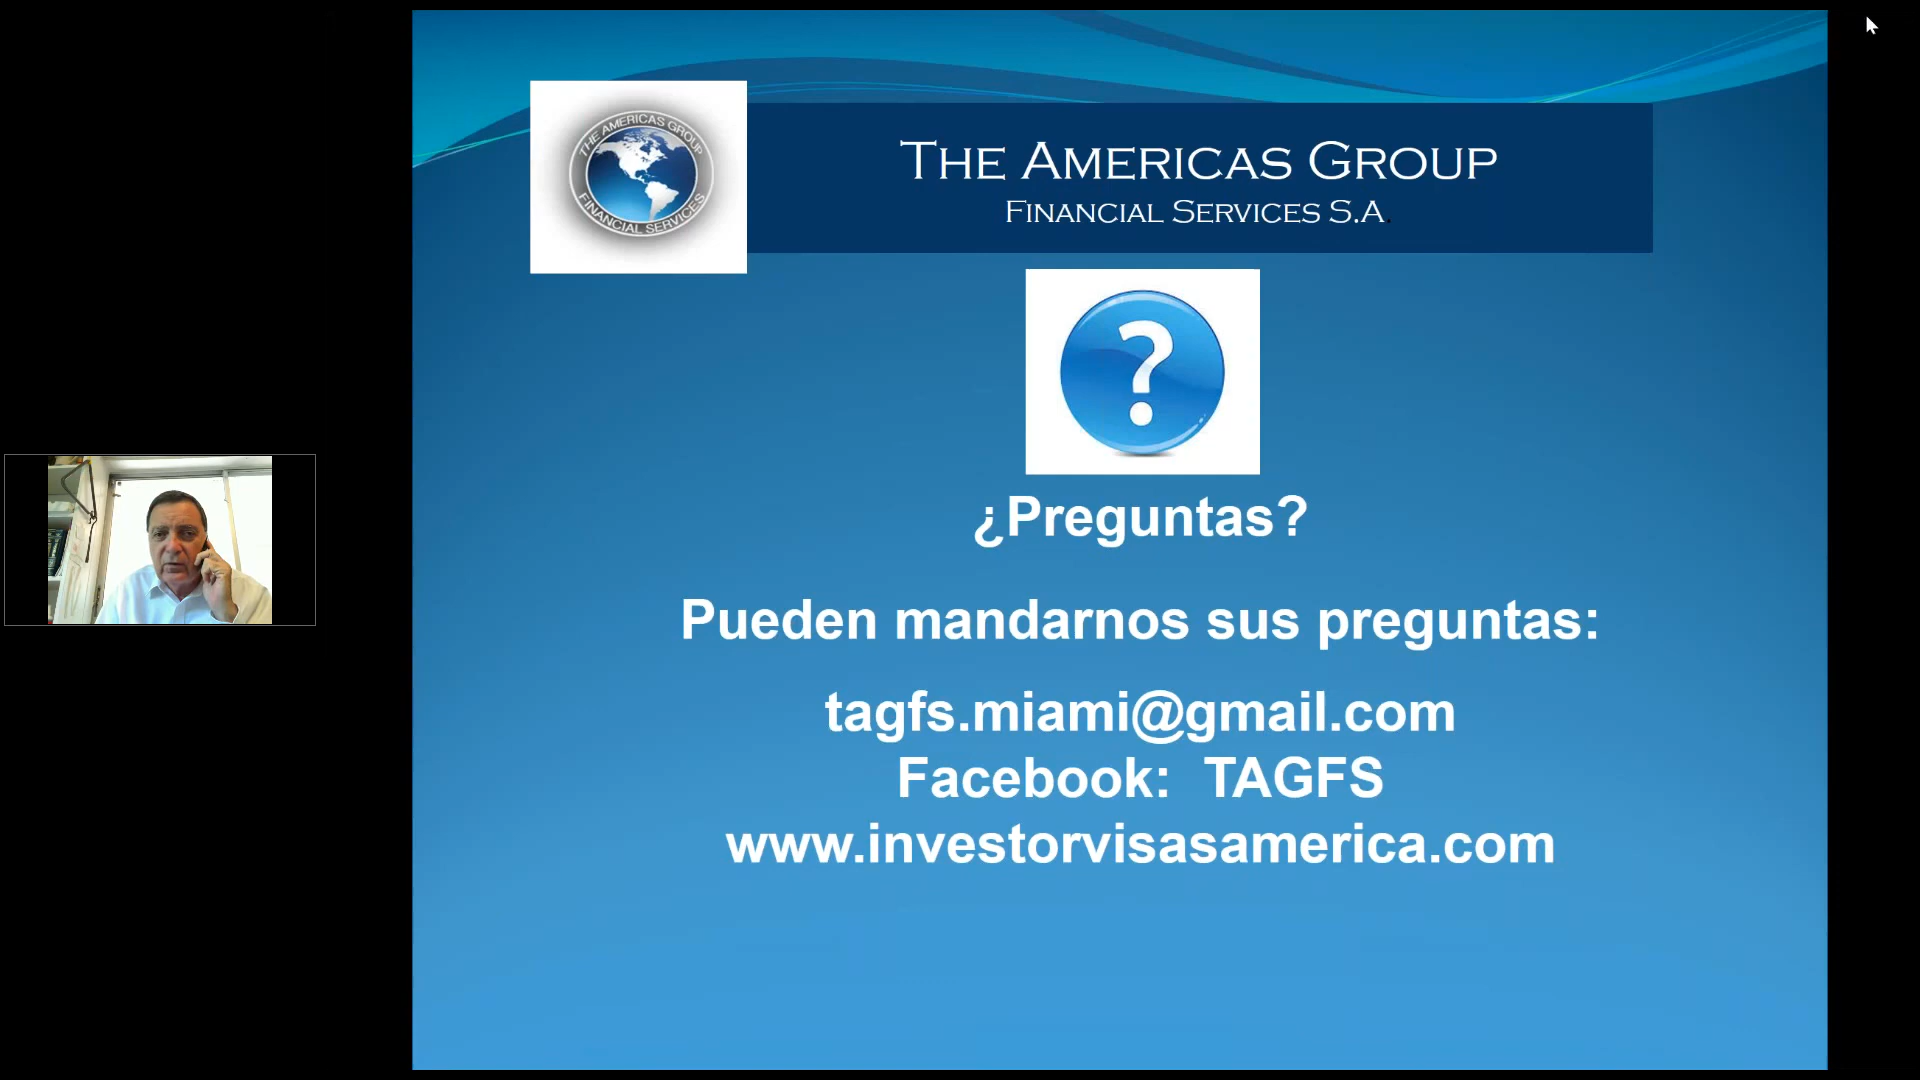 THE AMERICAS GROUP
FINANCIAL SERVICES
THE AMERICAS GROUP
FINANCIAL SERVICES S.A.
?
¿Preguntas?
Pueden mandarnos sus preguntas:
tagfs.miami@gmail.com
Facebook: TAGFS
www.investorvisasamerica.com